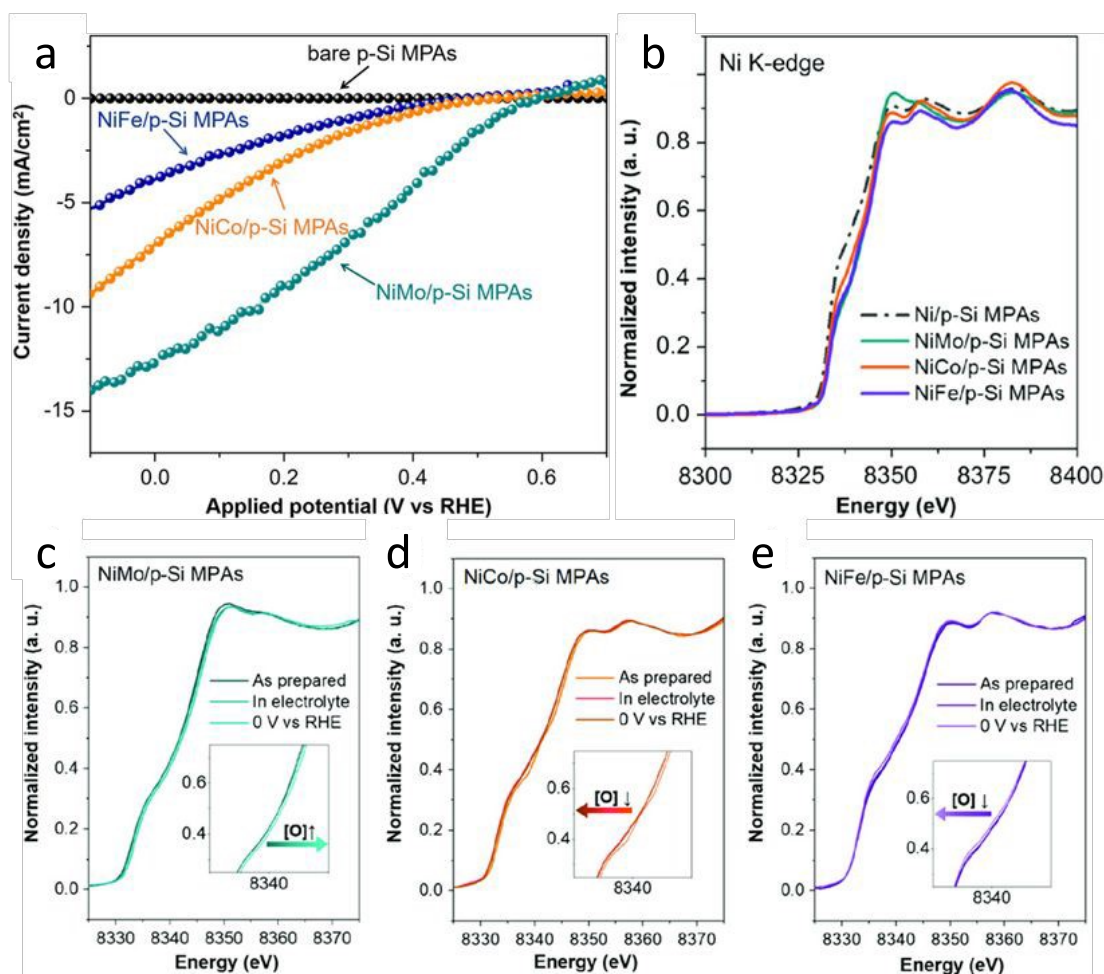 a
bare p-Si MPAs
NiFe/p-Si MPAs
NiCo/p-Si MPAs
NiMo/p-Si MPAs
Current density (mA/cm²)
0
-5
-10
-15
0.0 0.2 0.4 0.6
Applied potential (V vs RHE)
b
Ni K-edge
Ni/p-Si MPAs
NiMo/p-Si MPAs
NiCo/p-Si MPAs
NiFe/p-Si MPAs
Normalized intensity (a. u.)
0.8
0.6
0.4
0.2
0.0
8300 8325 8350 8375 8400
Energy (eV)
c
NiMo/p-Si MPAs
As prepared
In electrolyte
0 V vs RHE
[O]↑
0.6
0.4
8340
Normalized intensity (a. u.)
1.0
0.8
0.6
0.4
0.2
0.0
8330 8340 8350 8360 8370
Energy (eV)
d
NiCo/p-Si MPAs
As prepared
In electrolyte
0 V vs RHE
[O] ↓
0.6
0.4
8340
Normalized intensity (a. u.)
1.0
0.8
0.6
0.4
0.2
0.0
8330 8340 8350 8360 8370
Energy (eV)
e
NiFe/p-Si MPAs
As prepared
In electrolyte
0 V vs RHE
[O] ↓
0.6
0.4
8340
Normalized intensity (a. u.)
1.0
0.8
0.6
0.4
0.2
0.0
8330 8340 8350 8360 8370
Energy (eV)